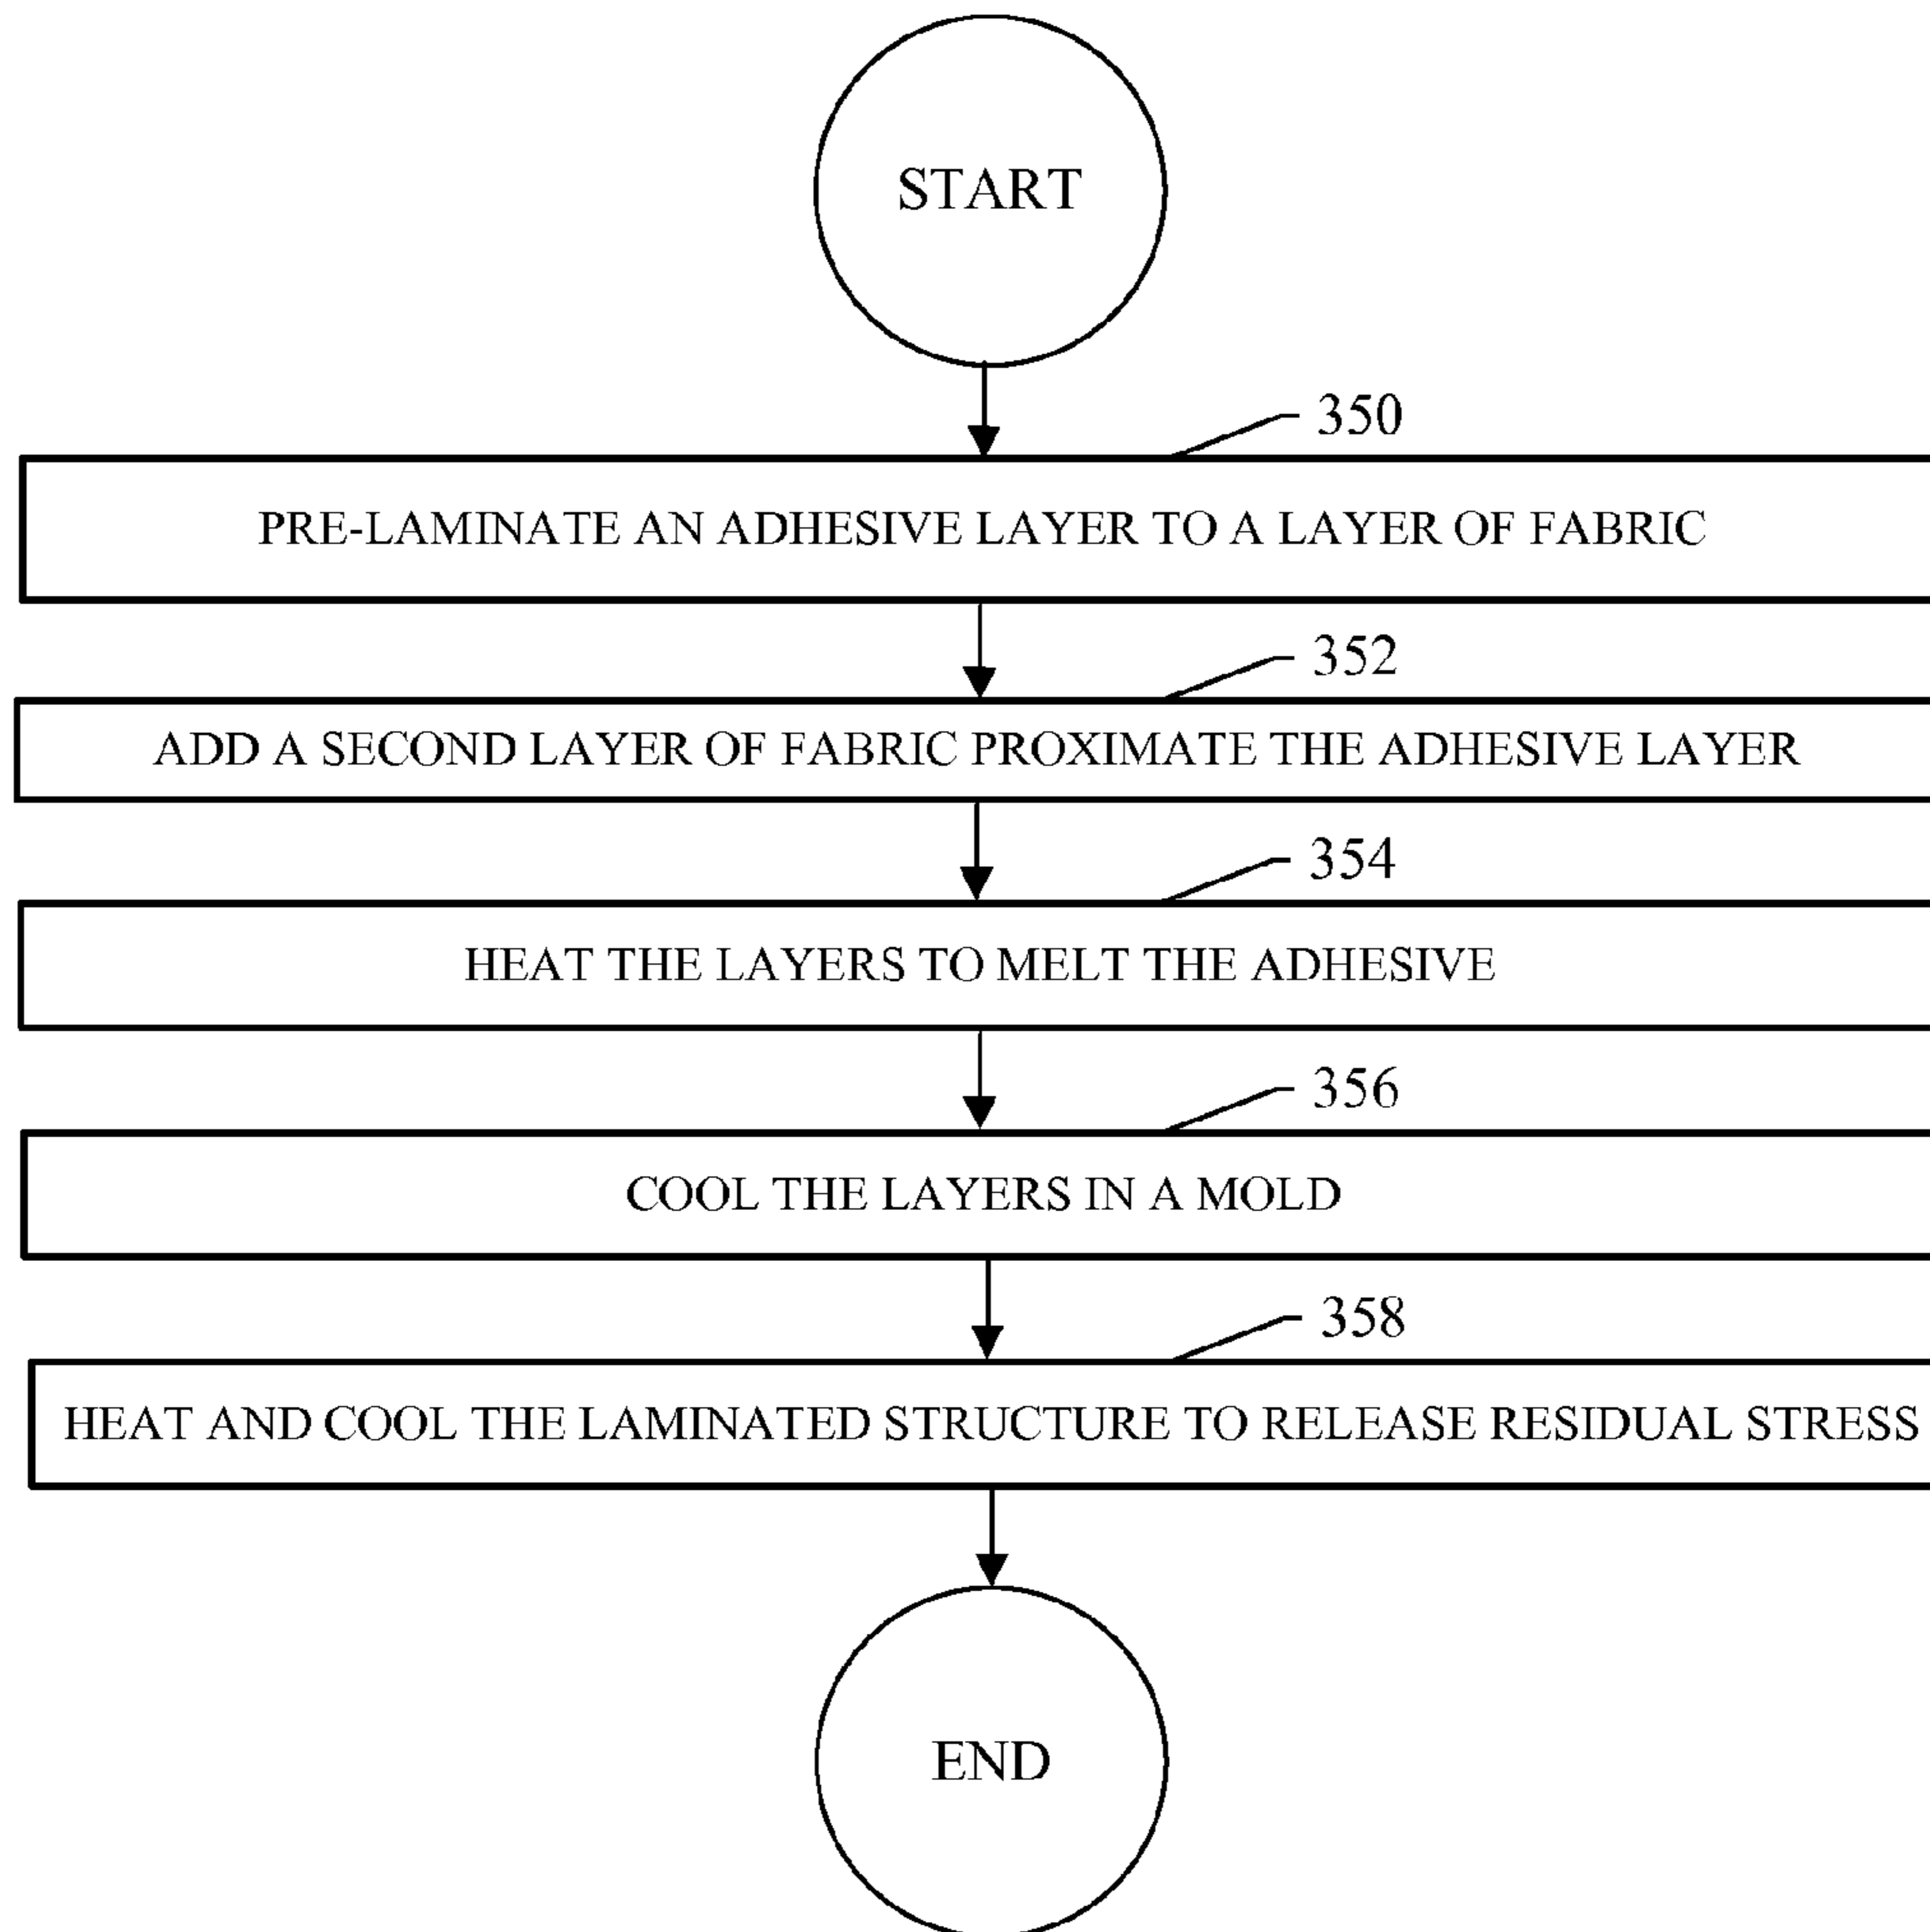 START
350
PRE-LAMINATE AN ADHESIVE LAYER TO A LAYER OF FABRIC
352
ADD A SECOND LAYER OF FABRIC PROXIMATE THE ADHESIVE LAYER
354
HEAT THE LAYERS TO MELT THE ADHESIVE
356
COOL THE LAYERS IN A MOLD
358
HEAT AND COOL THE LAMINATED STRUCTURE TO RELEASE RESIDUAL STRESS
END